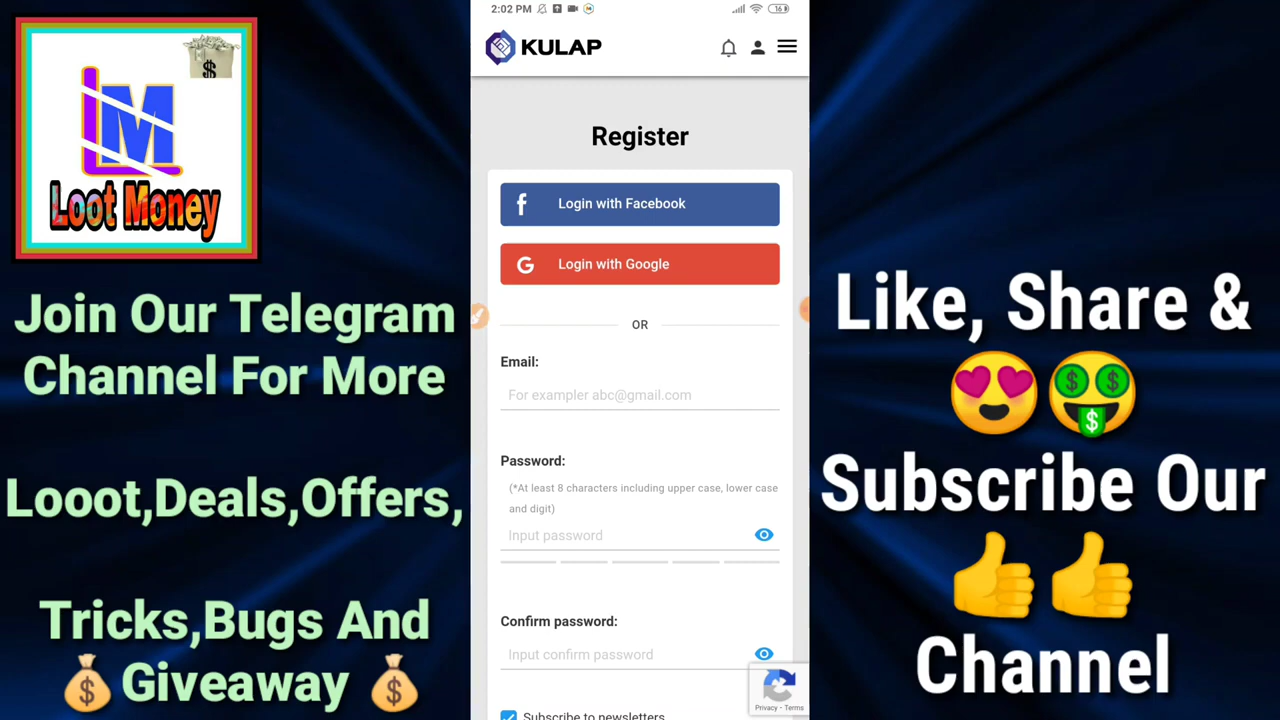 LM
Loot Money
Join Our Telegram
Channel For More
Looot,Deals,Offers,
Tricks,Bugs And
Giveaway
2:02 PM
16
KULAP
Register
f Login with Facebook
G Login with Google
OR
Email:
For exampler abc@gmail.com
Password:
(*At least 8 characters including upper case, lower case
and digit)
Input password
Confirm password:
Input confirm password
Privacy - Terms
Subscribe to newsletters
Like, Share &
Subscribe Our
Channel